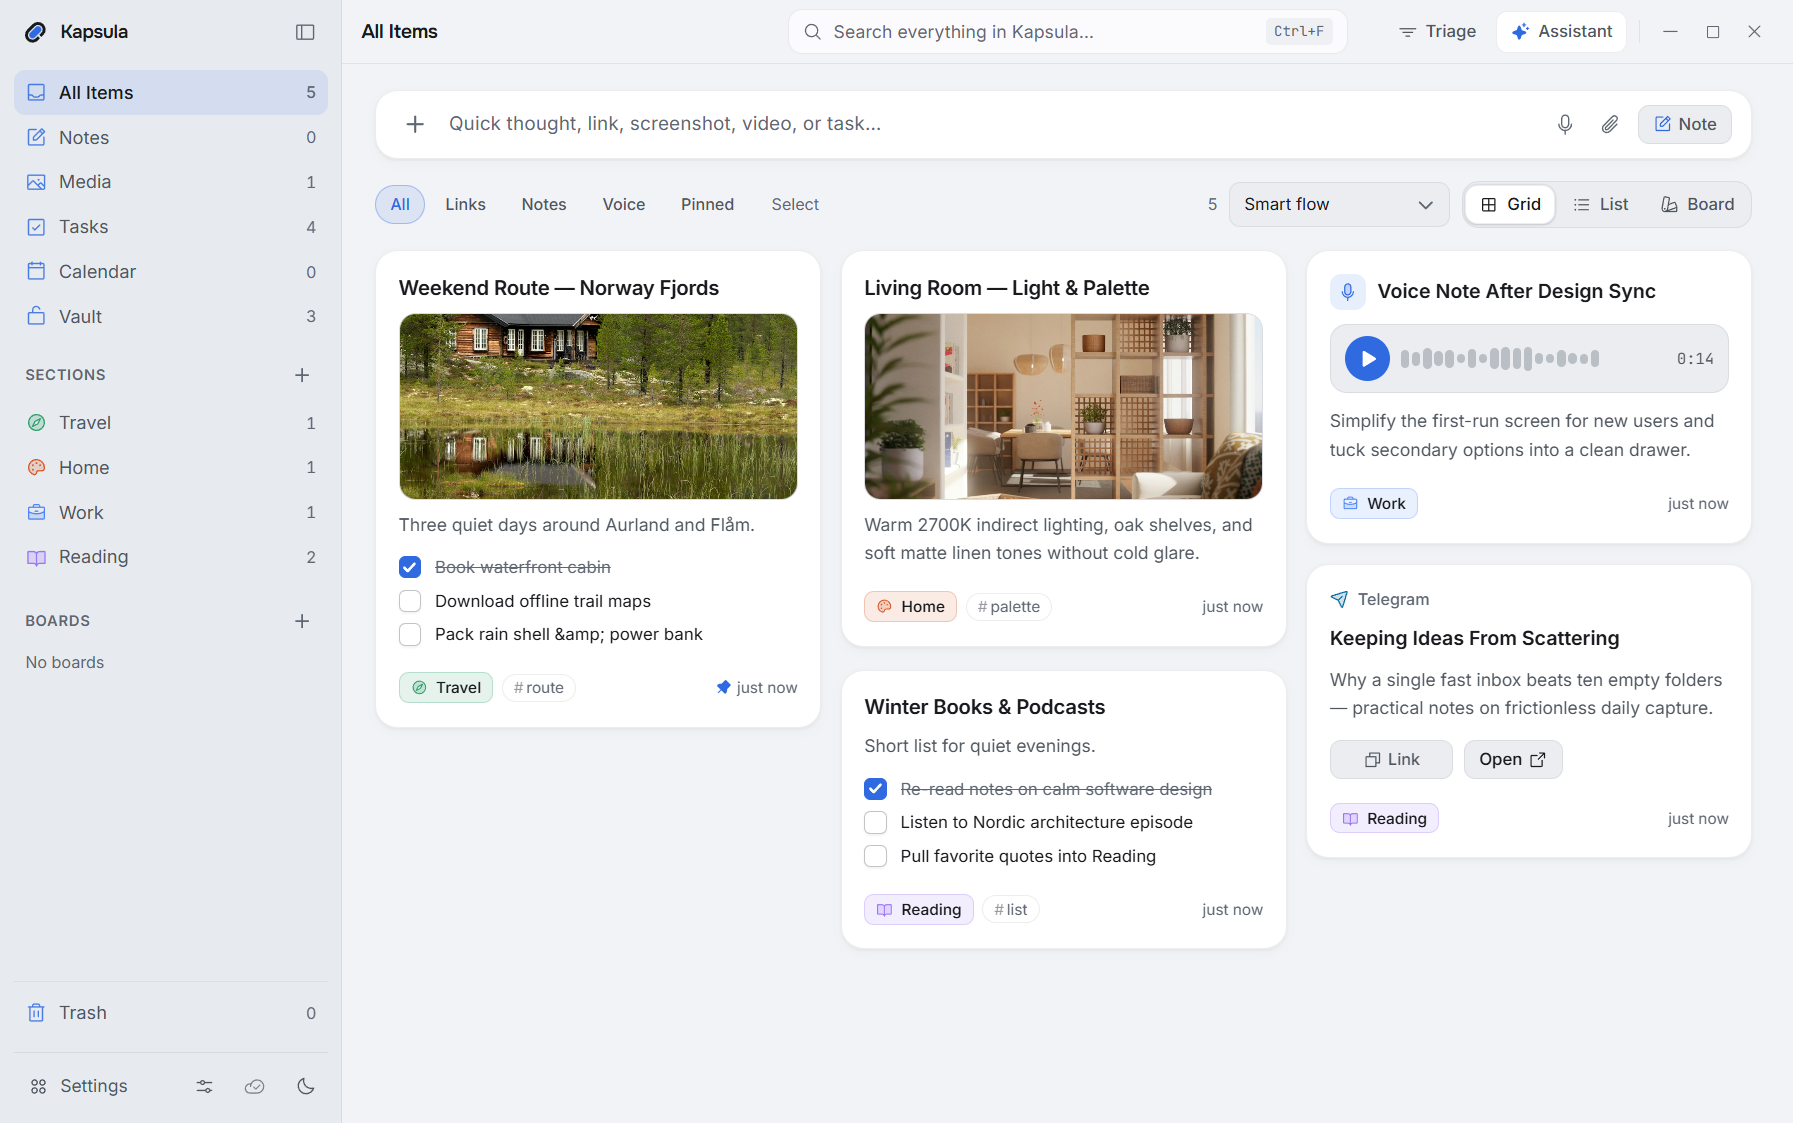 Kapsula
All Items 5
Notes 0
Media 1
Tasks 4
Calendar 0
Vault 3
SECTIONS
Travel 1
Home 1
Work 1
Reading 2
BOARDS
No boards
Trash 0
Settings
All Items
Search everything in Kapsula... Ctrl+F
Triage
Assistant
Quick thought, link, screenshot, video, or task...
Note
All Links Notes Voice Pinned Select
5
Smart flow
Grid List Board
Weekend Route — Norway Fjords
Three quiet days around Aurland and Flåm.
Book waterfront cabin
Download offline trail maps
Pack rain shell &amp; power bank
Travel #route just now
Living Room — Light & Palette
Warm 2700K indirect lighting, oak shelves, and
soft matte linen tones without cold glare.
Home #palette just now
Winter Books & Podcasts
Short list for quiet evenings.
Re-read notes on calm software design
Listen to Nordic architecture episode
Pull favorite quotes into Reading
Reading #list just now
Voice Note After Design Sync
0:14
Simplify the first-run screen for new users and
tuck secondary options into a clean drawer.
Work just now
Telegram
Keeping Ideas From Scattering
Why a single fast inbox beats ten empty folders
— practical notes on frictionless daily capture.
Link Open
Reading just now